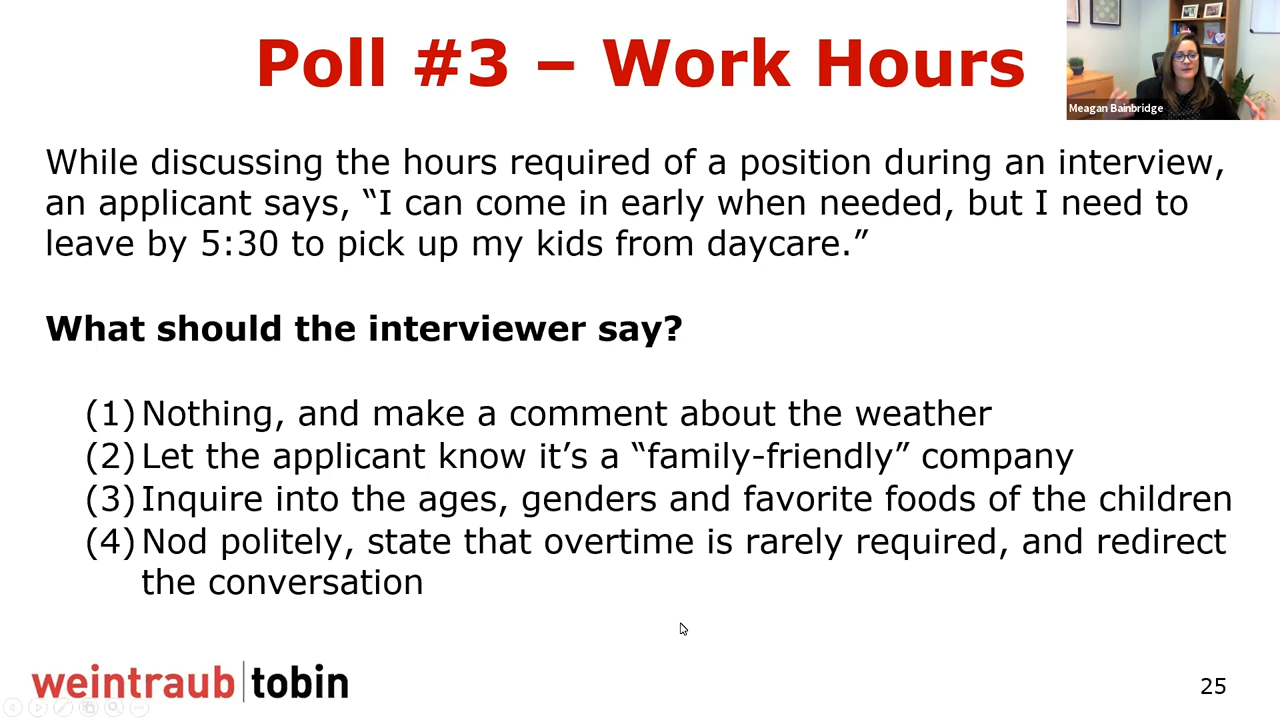 Poll #3 – Work Hours
Meagan Bainbridge
While discussing the hours required of a position during an interview,
an applicant says, “I can come in early when needed, but I need to
leave by 5:30 to pick up my kids from daycare.”
What should the interviewer say?
(1) Nothing, and make a comment about the weather
(2) Let the applicant know it’s a “family-friendly” company
(3) Inquire into the ages, genders and favorite foods of the children
(4) Nod politely, state that overtime is rarely required, and redirect
the conversation
weintraub tobin
25